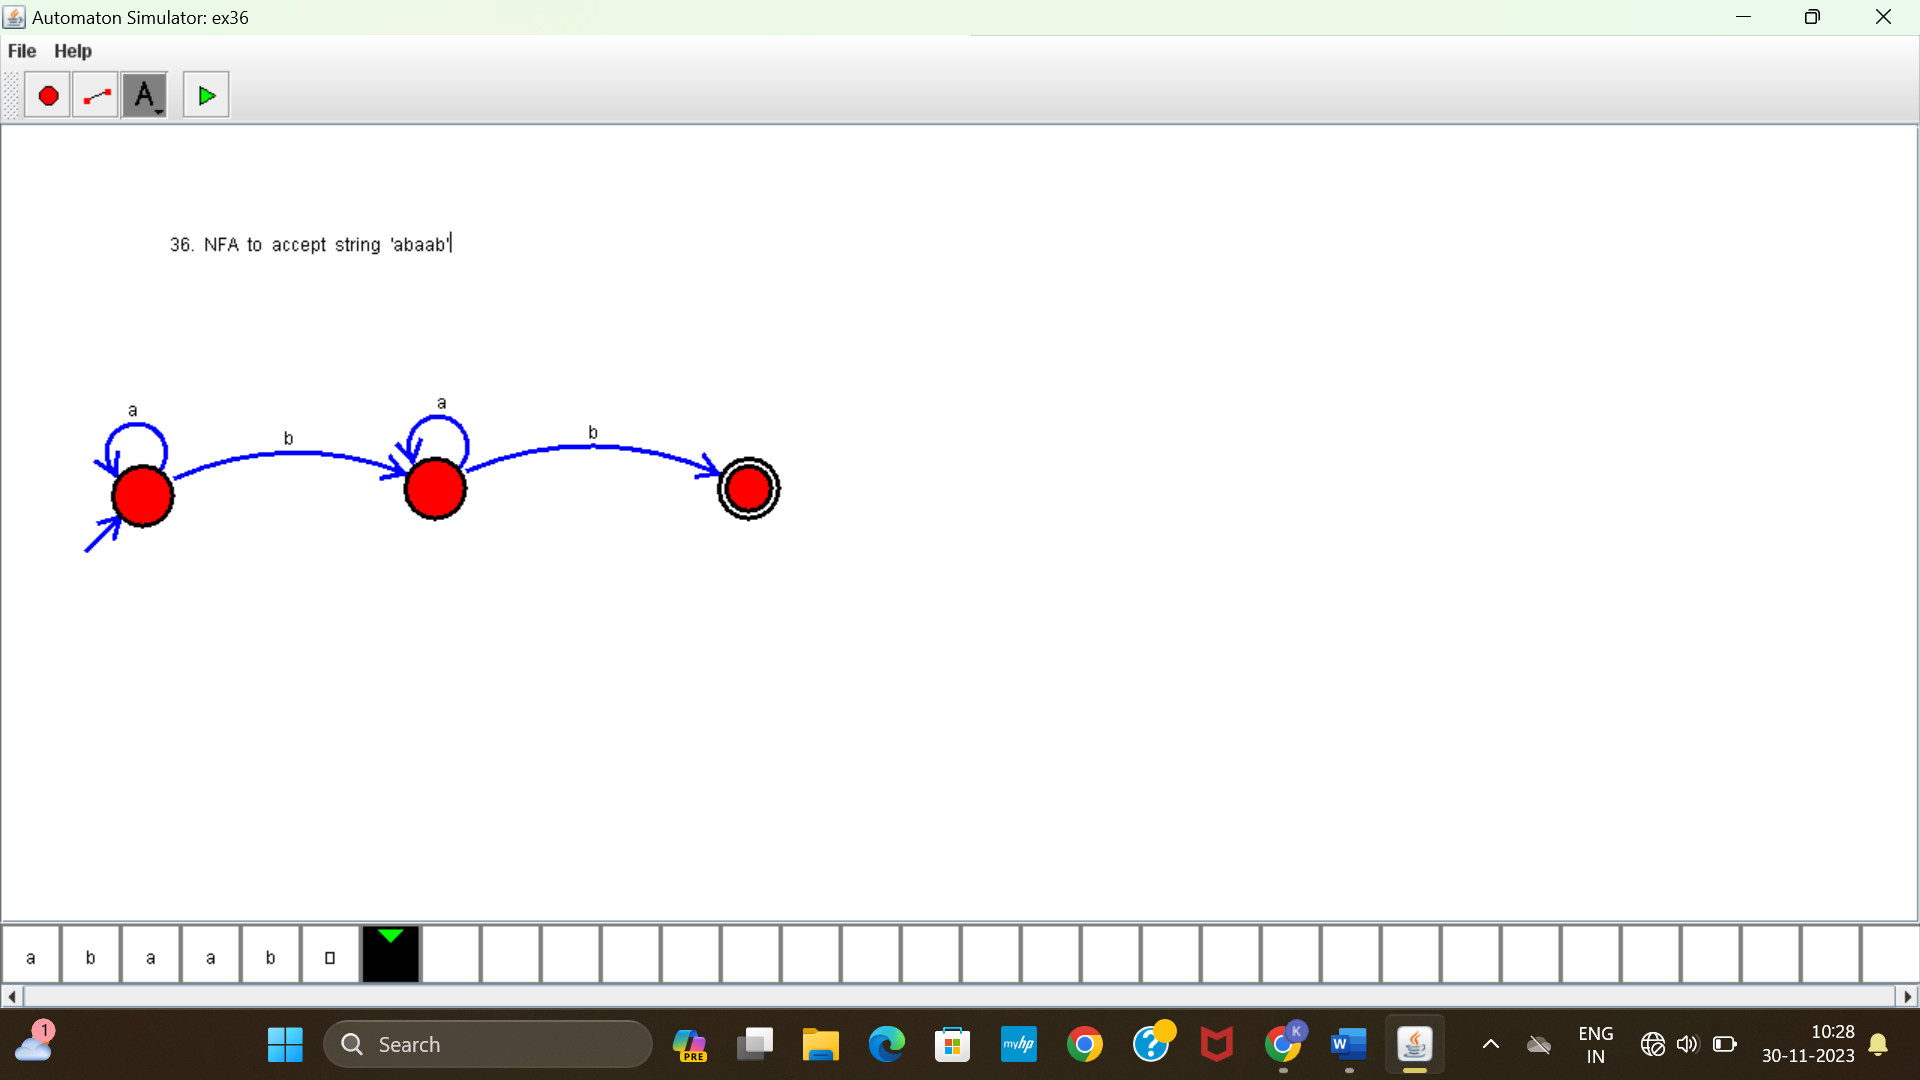 Automaton Simulator: ex36
File Help
A
36. NFA to accept string 'abaab'
a
a
b
b
a b a a b
1
Search
PRE
myhp
?
K
W
ENG
IN
10:28
30-11-2023